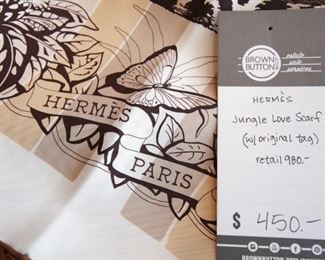 HERMÈS
PARIS
BROWN
BUTTON
estate
sale
services
HERMÈS
Jungle Love Scarf
(w/original tag)
retail 980.-
$ 450.-